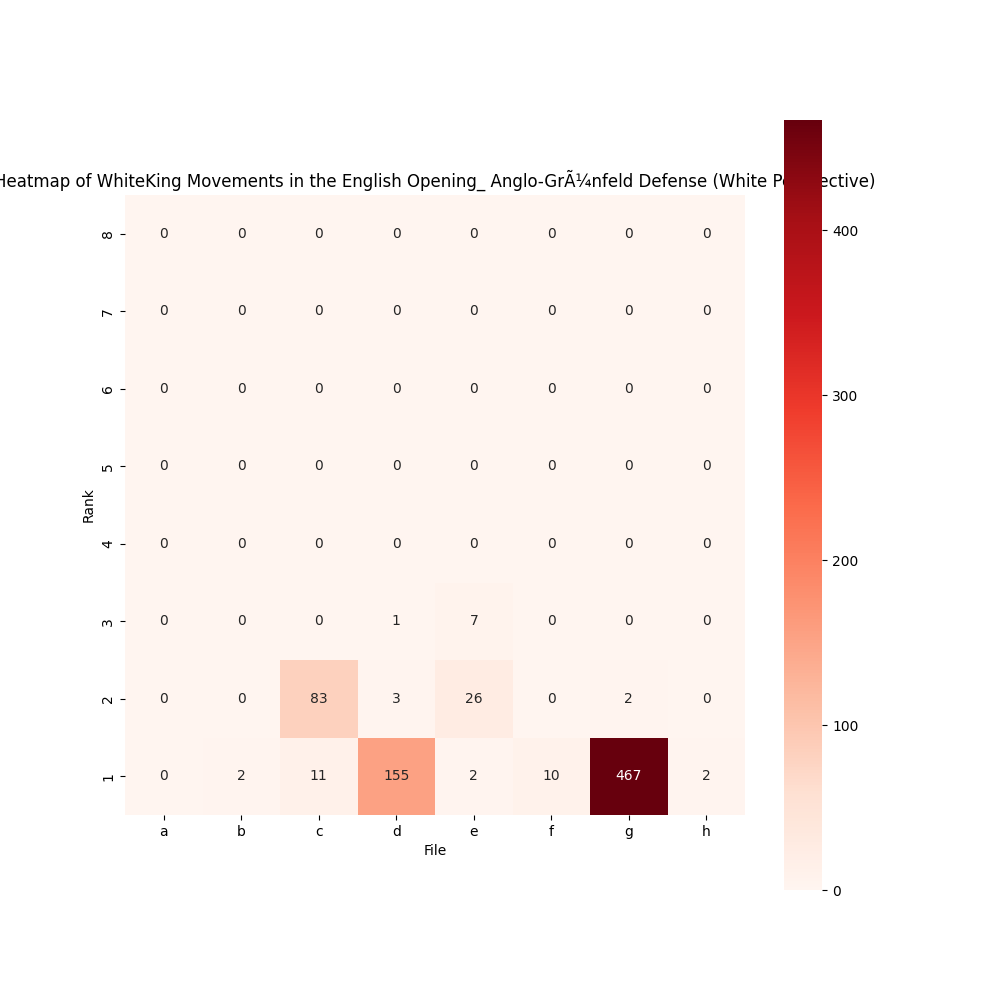 Heatmap of WhiteKing Movements in the English Opening_ Anglo-GrÃ¼nfeld Defense (White Perspective)
8 0 0 0 0 0 0 0 0
7 0 0 0 0 0 0 0 0
6 0 0 0 0 0 0 0 0
5 0 0 0 0 0 0 0 0
4 0 0 0 0 0 0 0 0
3 0 0 0 1 7 0 0 0
2 0 0 83 3 26 0 2 0
1 0 2 11 155 2 10 467 2
a b c d e f g h
File
Rank
400
300
200
100
0